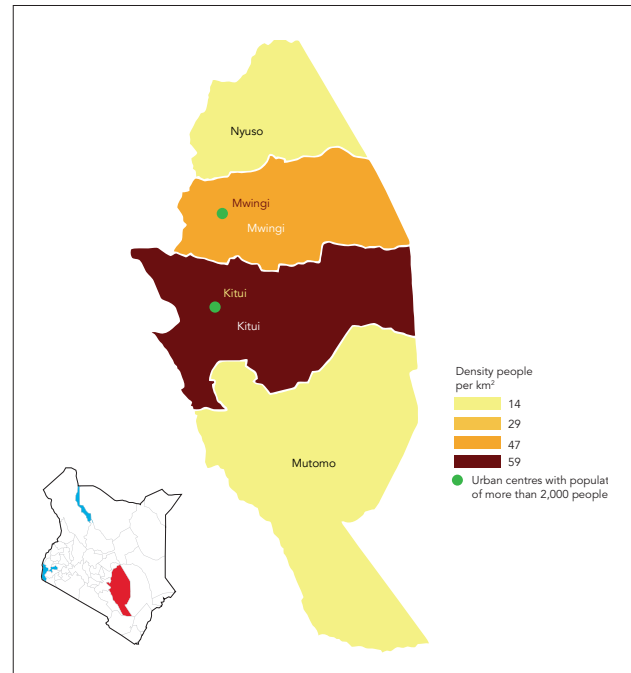 Nyuso
Mwingi
Mwingi
Kitui
Kitui
Mutomo
Density people
per km²
14
29
47
59
Urban centres with populat
of more than 2,000 people